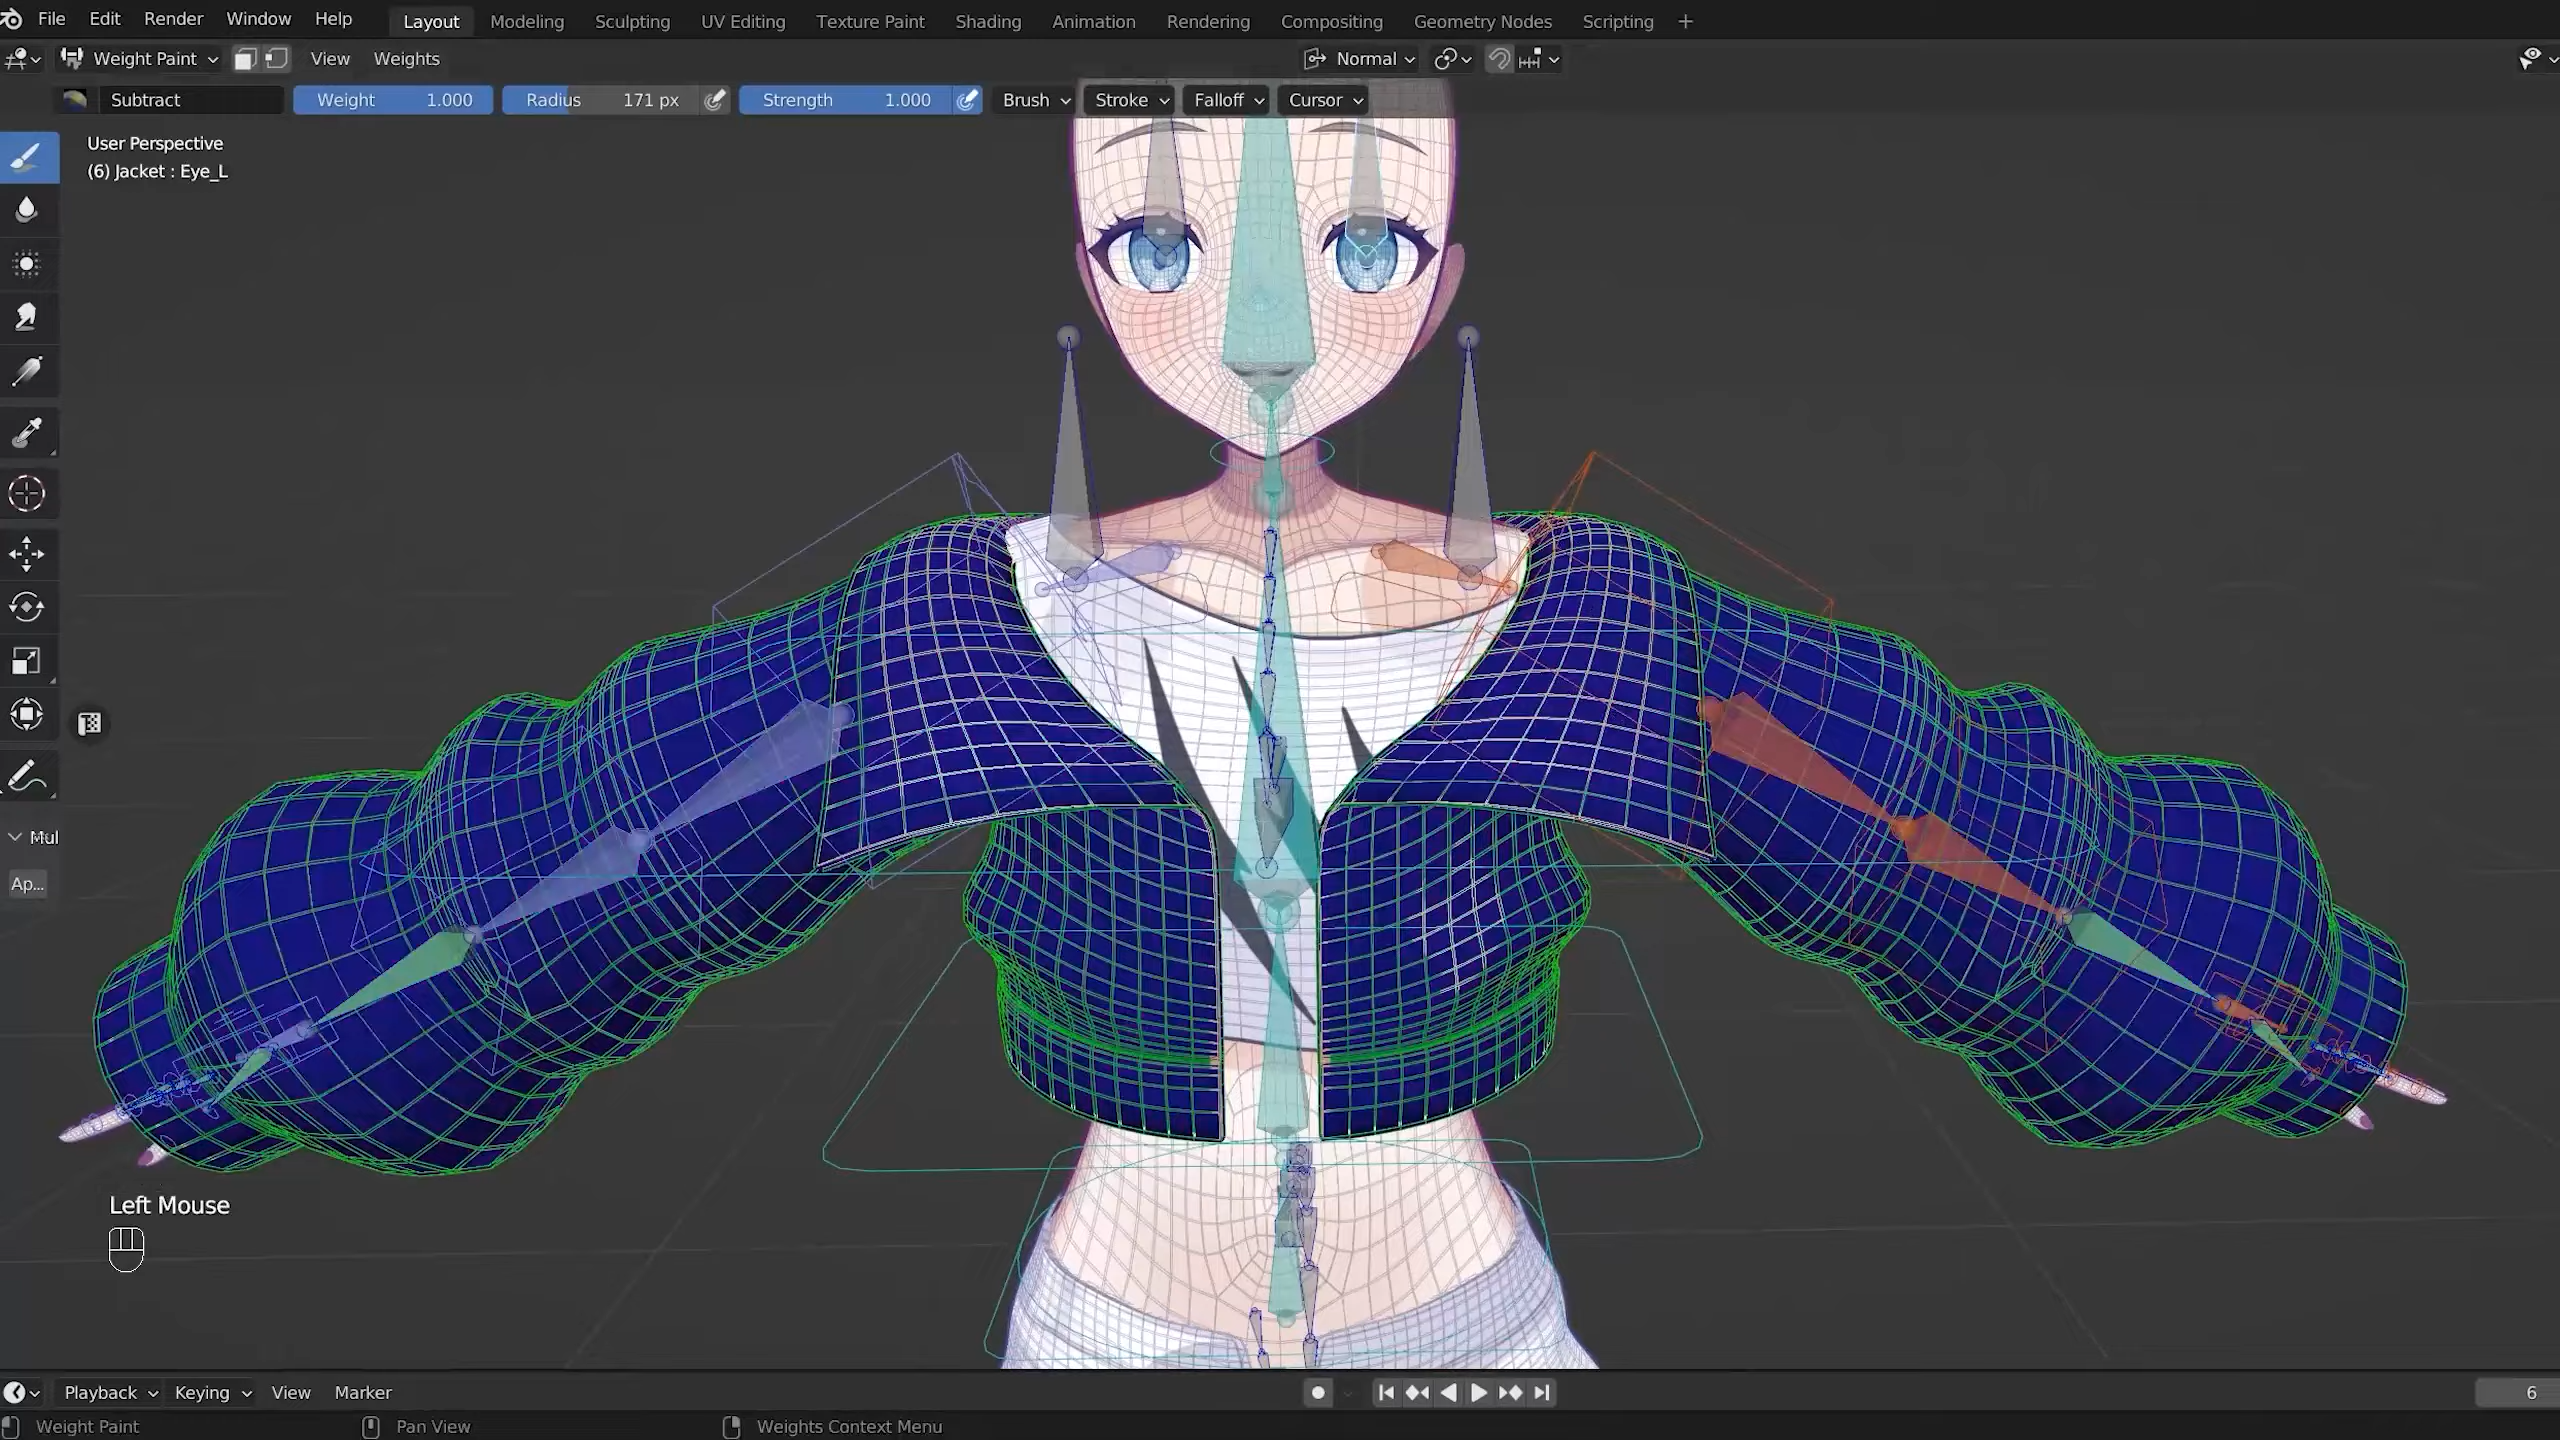 File Edit Render Window Help Layout Modeling Sculpting UV Editing Texture Paint Shading Animation Rendering Compositing Geometry Nodes Scripting +
Weight Paint View Weights Normal
Subtract Weight 1.000 Radius 171 px Strength 1.000 Brush Stroke Falloff Cursor
User Perspective
(6) Jacket : Eye_L
Mul
Ap...
Left Mouse
Playback Keying View Marker 6
Weight Paint Pan View Weights Context Menu